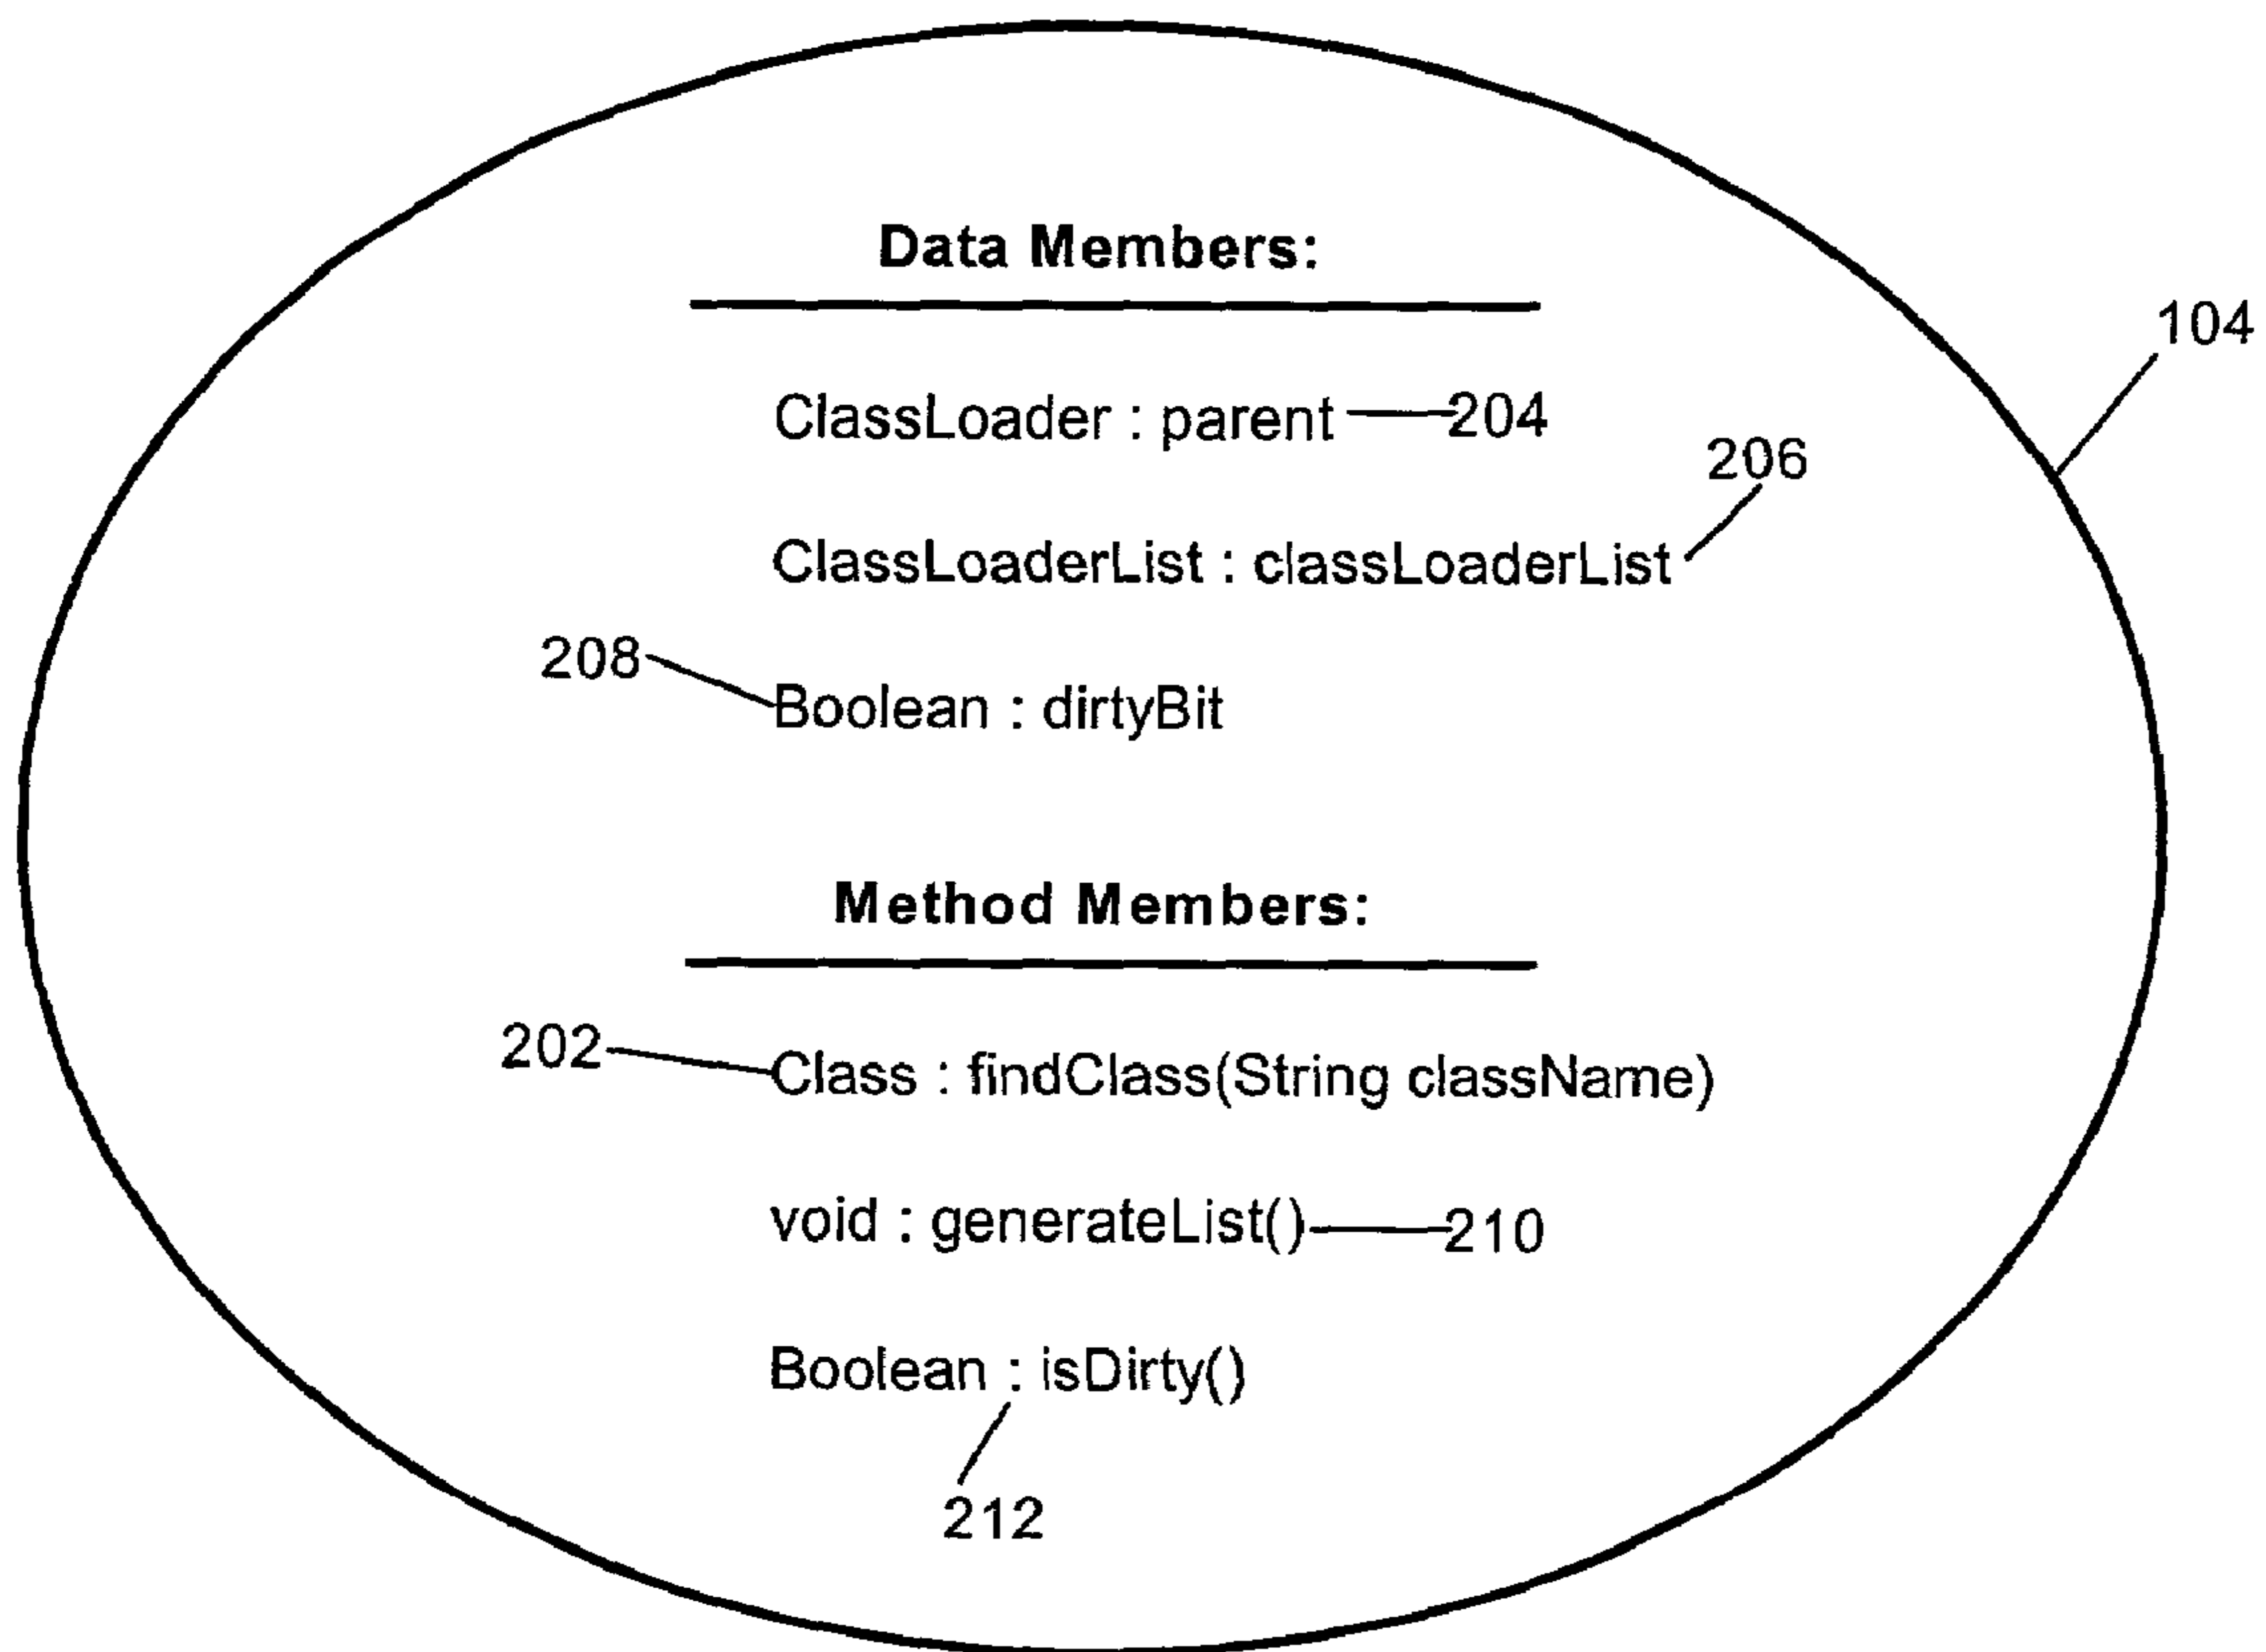 Data Members:
104
ClassLoader : parent 204
206
ClassLoaderList : classLoaderList
208
Boolean : dirtyBit
Method Members:
202
Class : findClass(String className)
void : generateList() 210
Boolean : isDirty()
212